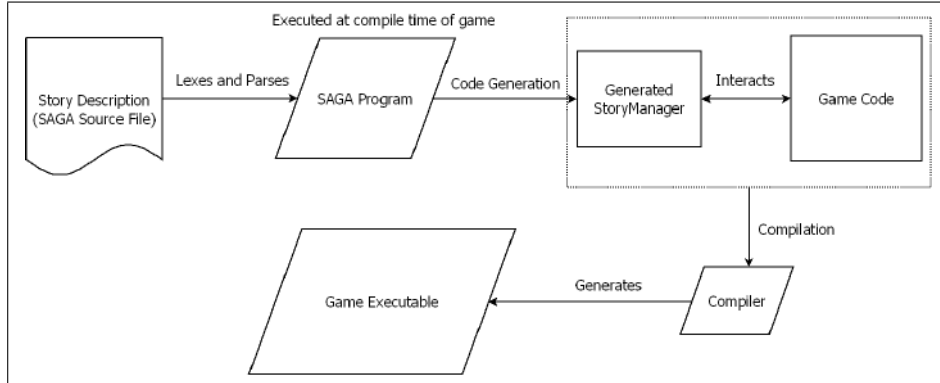 Executed at compile time of game
Story Description
(SAGA Source File)
Lexes and Parses
SAGA Program
Code Generation
Generated
StoryManager
Interacts
Game Code
Compilation
Compiler
Generates
Game Executable